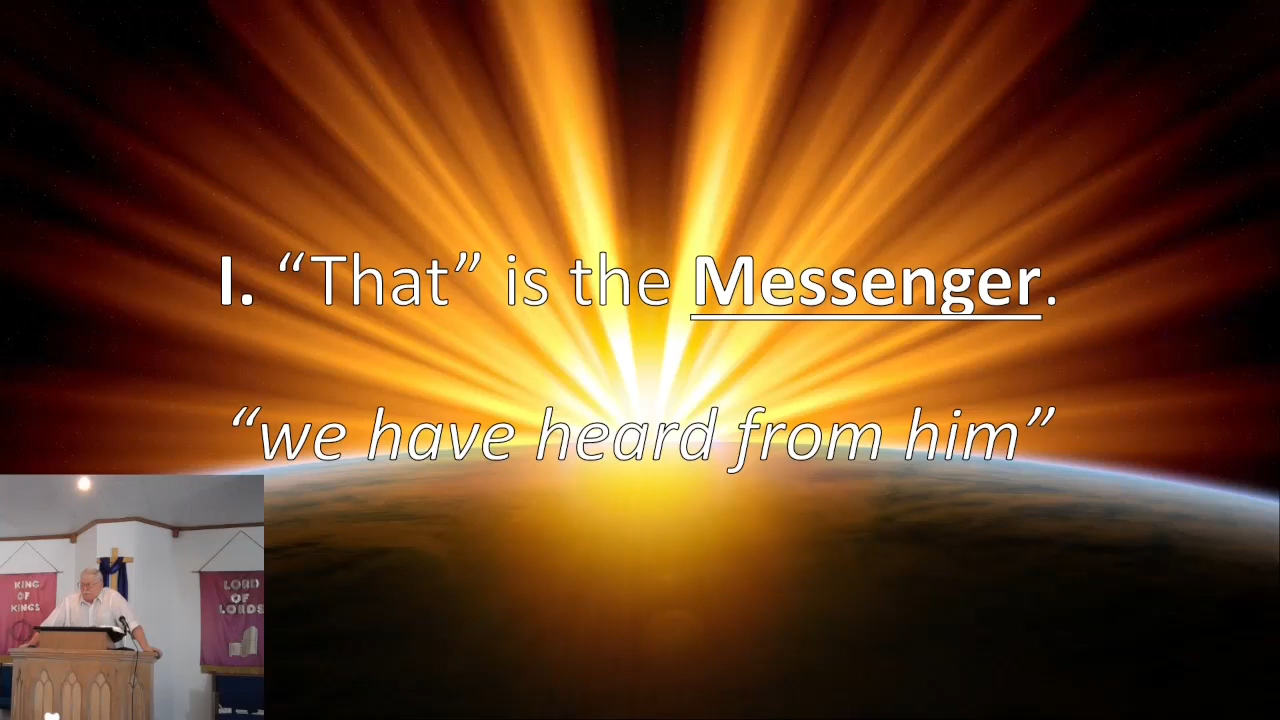 I. “That” is the Messenger.
“we have heard from him”
KING
OF
KINGS
LORD
OF
LORDS